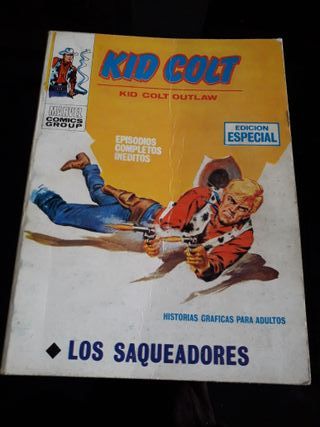 KID COLT
KID COLT OUTLAW
MARVEL
COMICS
GROUP
EPISODIOS
COMPLETOS
INEDITOS
EDICION
ESPECIAL
HISTORIAS GRAFICAS PARA ADULTOS
◆ LOS SAQUEADORES